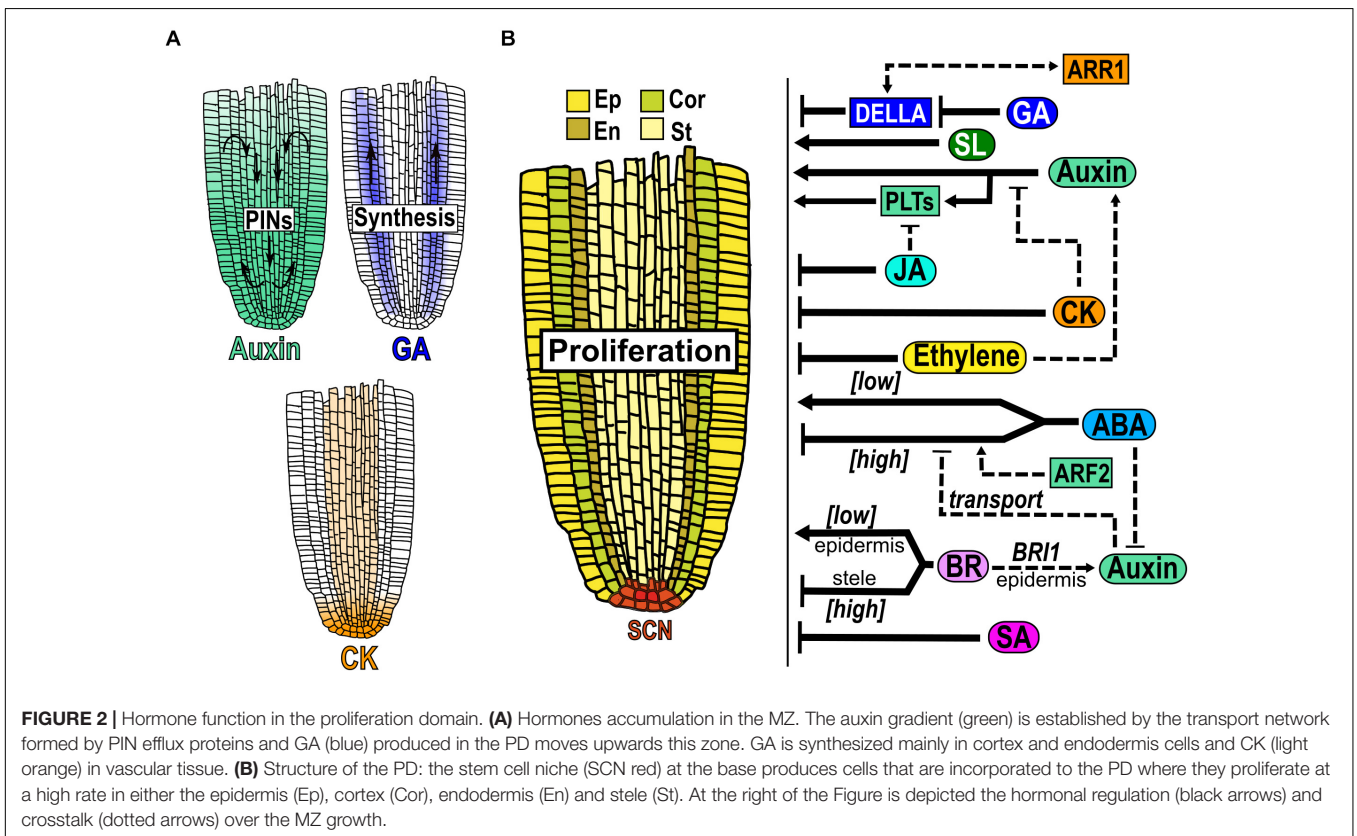 A
B
PINs
Synthesis
Auxin
GA
CK
Ep
Cor
En
St
Proliferation
SCN
ARR1
DELLA
GA
SL
Auxin
PLTs
JA
CK
Ethylene
[low]
ABA
[high]
ARF2
transport
[low]
epidermis
BR
BRI1
epidermis
Auxin
stele
[high]
SA
FIGURE 2 | Hormone function in the proliferation domain. (A) Hormones accumulation in the MZ. The auxin gradient (green) is established by the transport network
formed by PIN efflux proteins and GA (blue) produced in the PD moves upwards this zone. GA is synthesized mainly in cortex and endodermis cells and CK (light
orange) in vascular tissue. (B) Structure of the PD: the stem cell niche (SCN red) at the base produces cells that are incorporated to the PD where they proliferate at
a high rate in either the epidermis (Ep), cortex (Cor), endodermis (En) and stele (St). At the right of the Figure is depicted the hormonal regulation (black arrows) and
crosstalk (dotted arrows) over the MZ growth.